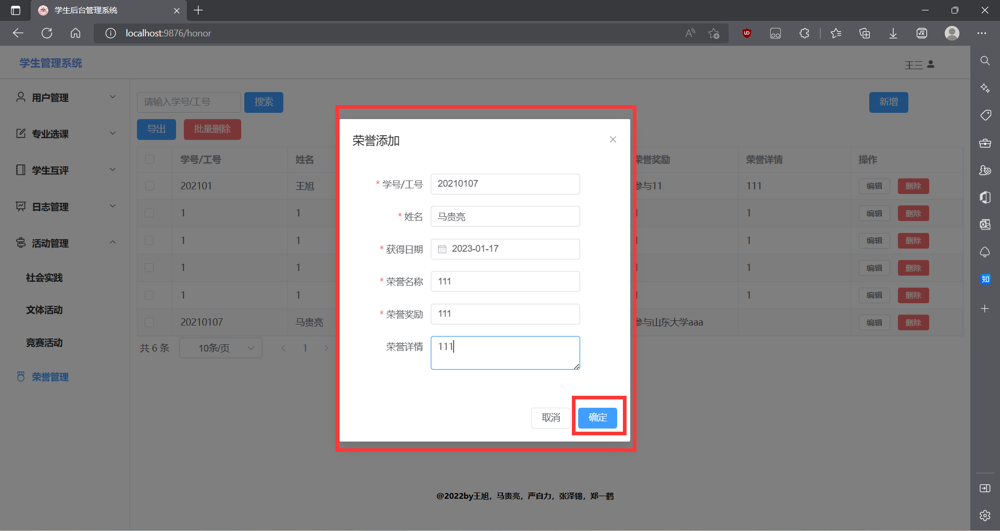 学生后台管理系统
localhost:9876/honor
学生管理系统
王三
用户管理
专业选课
学生互评
日志管理
活动管理
社会实践
文体活动
竞赛活动
荣誉管理
请输入学号/工号 搜索 新增
导出 批量删除
学号/工号 姓名 荣誉奖励 荣誉详情 操作
202101 王旭 参与11 111 编辑 删除
1 1 1 编辑 删除
1 1 1 编辑 删除
1 1 1 编辑 删除
1 1 1 编辑 删除
20210107 马贵亮 参与山东大学aaa 编辑 删除
共 6 条 10条/页 1
荣誉添加
* 学号/工号 20210107
* 姓名 马贵亮
* 获得日期 2023-01-17
* 荣誉名称 111
* 荣誉奖励 111
荣誉详情 111
取消 确定
@2022by王旭，马贵亮，严自力，张泽锦，郑一鹤
知